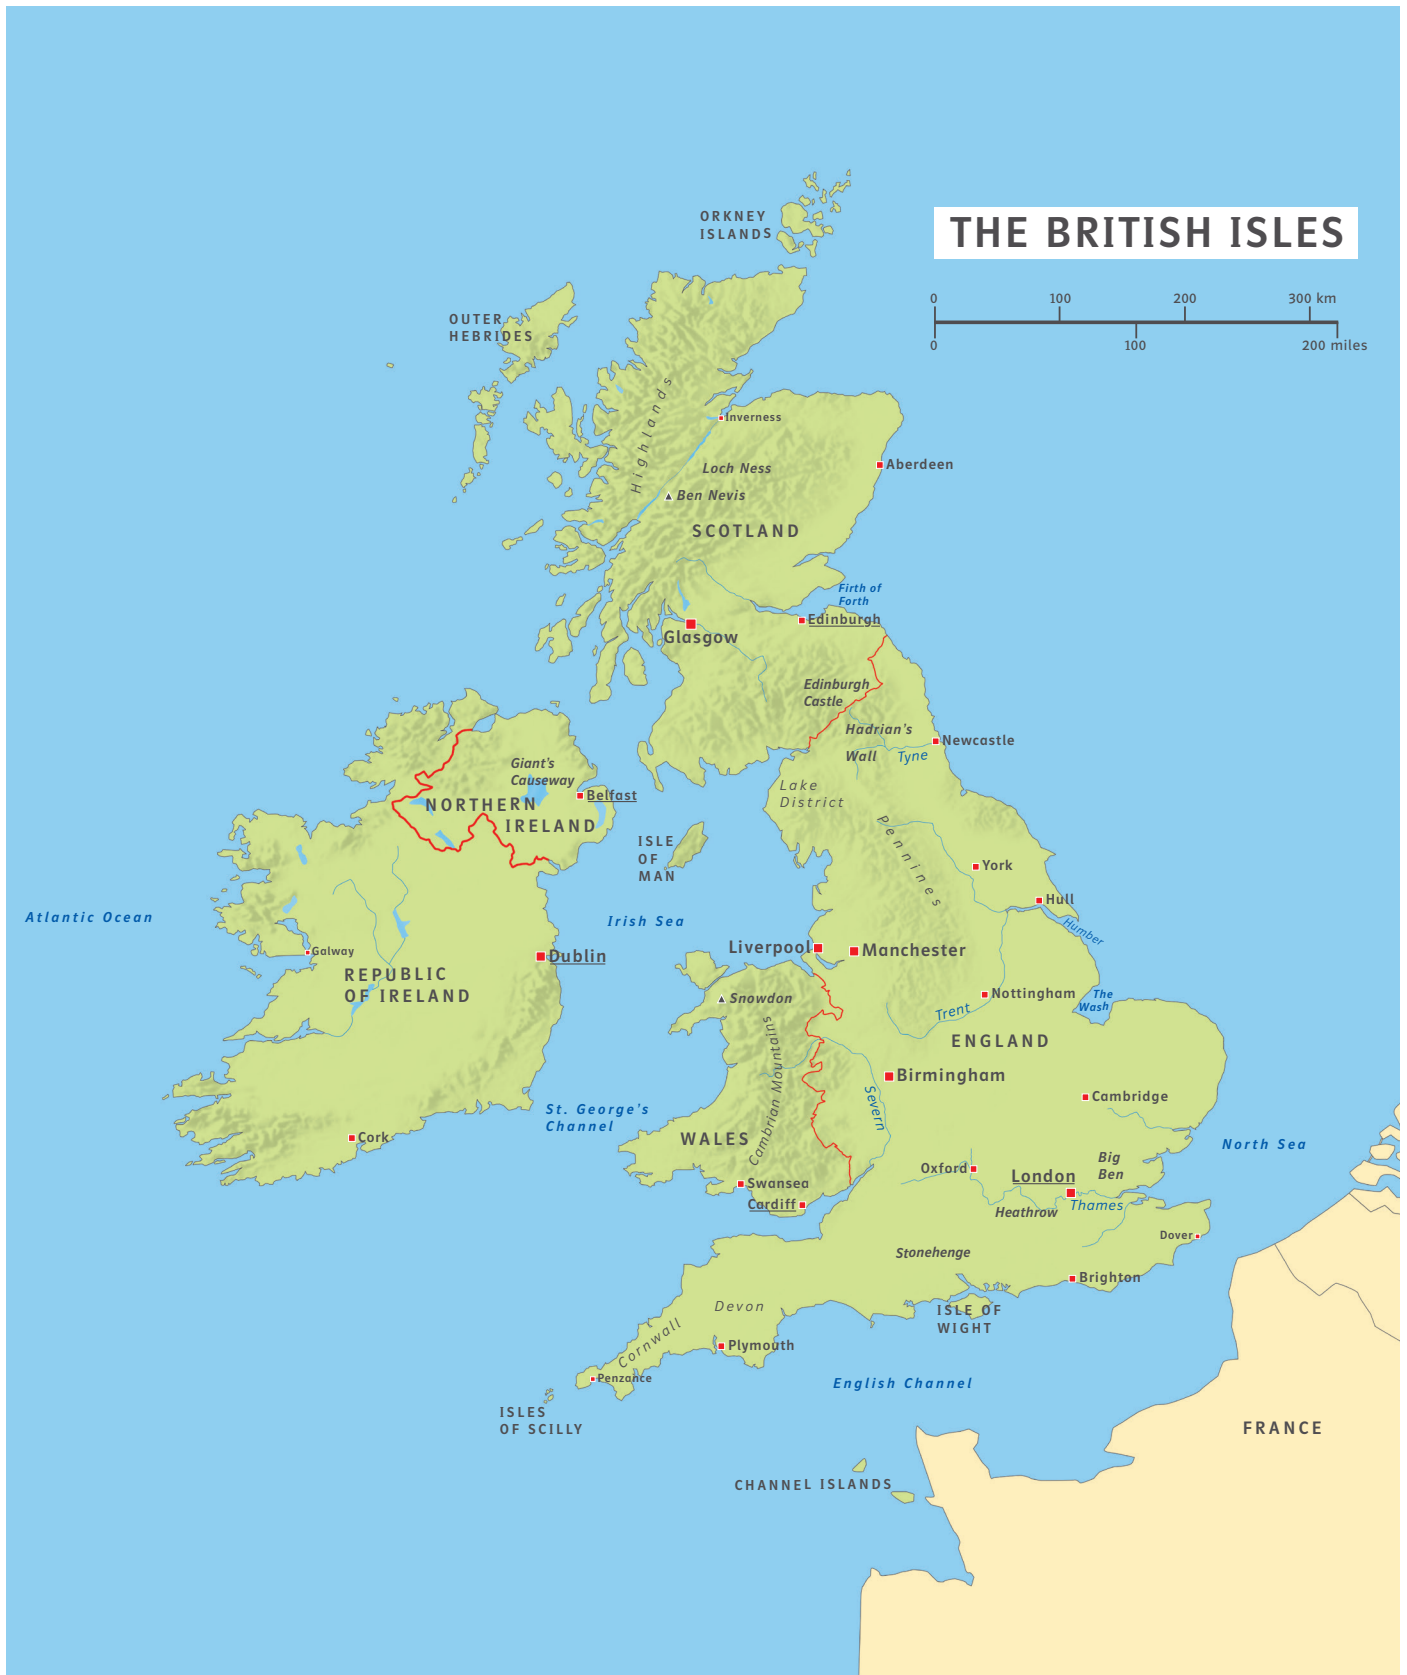 ORKNEY
ISLANDS
THE BRITISH ISLES
0 100 200 300 km
0 100 200 miles
OUTER
HEBRIDES
Highlands
Inverness
Loch Ness
Aberdeen
Ben Nevis
SCOTLAND
Firth of
Forth
Edinburgh
Glasgow
Edinburgh
Castle
Hadrian's
Wall
Newcastle
Tyne
Giant's
Causeway
Belfast
NORTHERN
IRELAND
Lake
District
Pennines
ISLE
OF
MAN
York
Hull
Humber
Atlantic Ocean
Irish Sea
Galway
Dublin
Liverpool
Manchester
REPUBLIC
OF IRELAND
Snowdon
Nottingham
The
Wash
Trent
Cambrian Mountains
ENGLAND
Birmingham
Severn
Cambridge
St. George's
Channel
Cork
WALES
North Sea
Big
Ben
Oxford
London
Swansea
Cardiff
Thames
Heathrow
Dover
Stonehenge
Brighton
Devon
ISLE OF
WIGHT
Cornwall
Plymouth
Penzance
English Channel
ISLES
OF SCILLY
FRANCE
CHANNEL ISLANDS